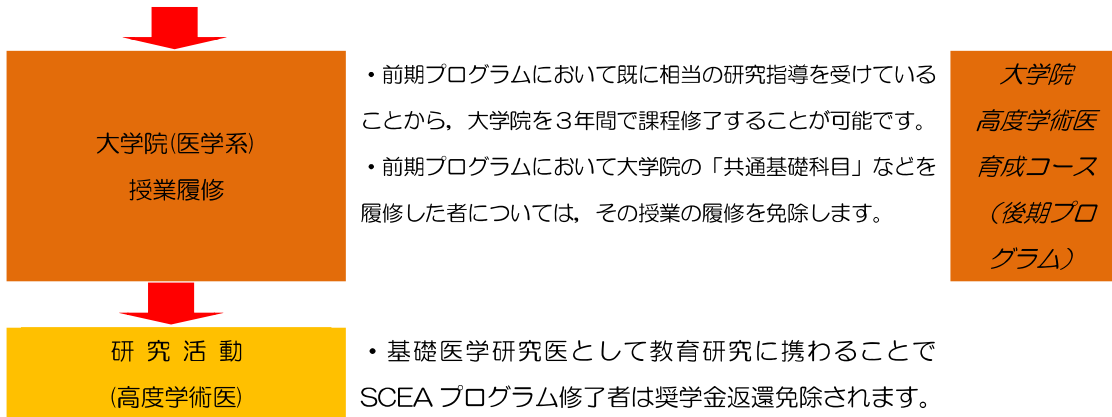 大学院(医学系)
授業履修
・前期プログラムにおいて既に相当の研究指導を受けている
ことから，大学院を３年間で課程修了することが可能です。
・前期プログラムにおいて大学院の「共通基礎科目」などを
履修した者については，その授業の履修を免除します。
大学院
高度学術医
育成コース
（後期プロ
グラム）
研 究 活 動
(高度学術医)
・基礎医学研究医として教育研究に携わることで
SCEA プログラム修了者は奨学金返還免除されます。